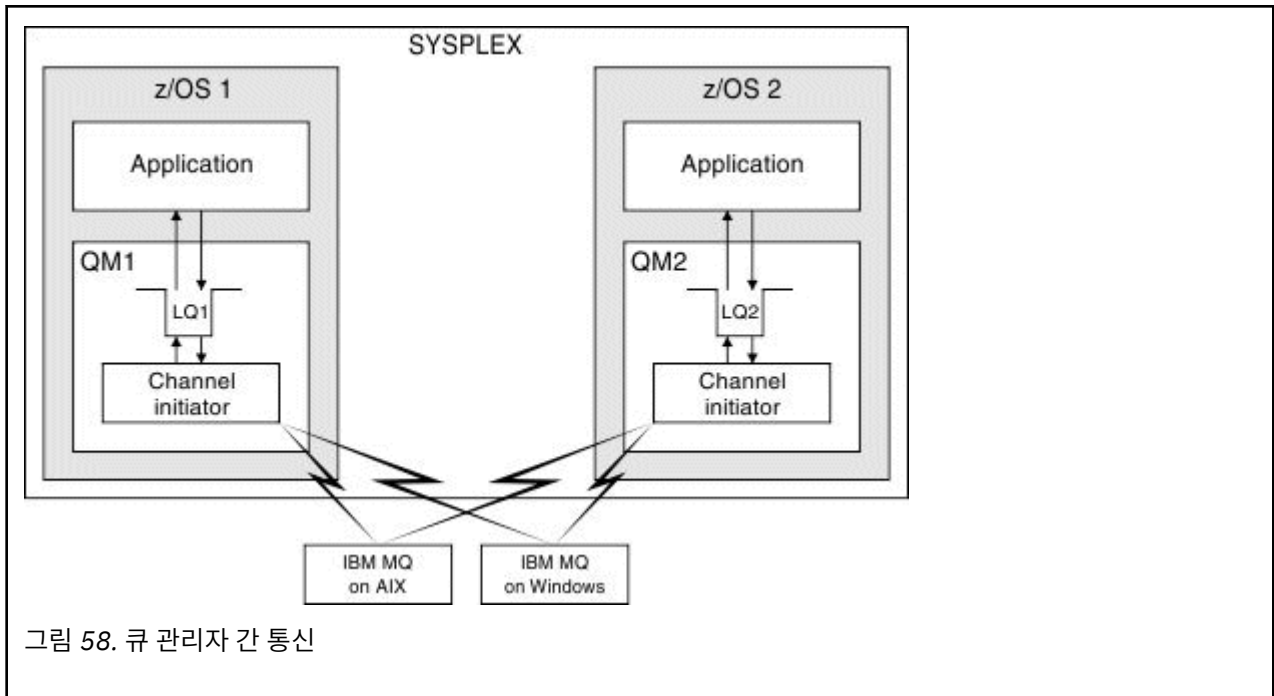 SYSPLEX
z/OS 1
Application
QM1
LQ1
Channel
initiator
z/OS 2
Application
QM2
LQ2
Channel
initiator
IBM MQ
on AIX
IBM MQ
on Windows
그림 58. 큐 관리자 간 통신